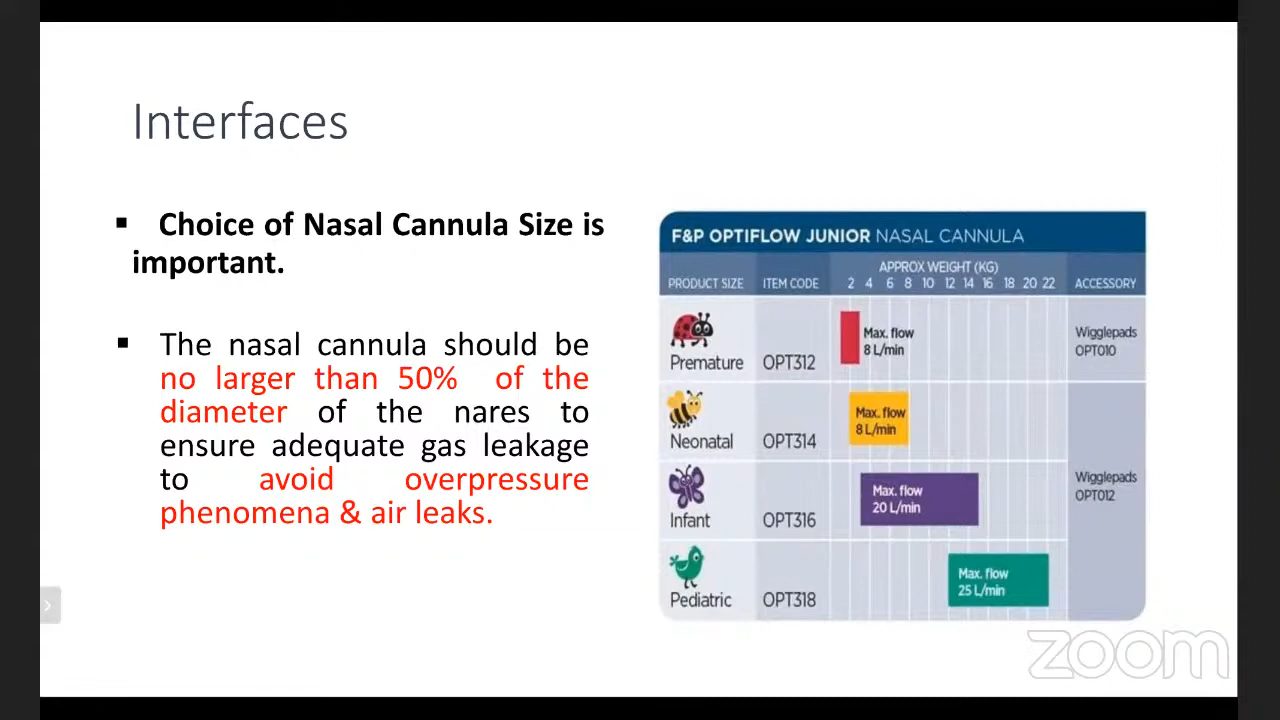 Interfaces
▪ Choice of Nasal Cannula Size is
important.
▪ The nasal cannula should be
no larger than 50% of the
diameter of the nares to
ensure adequate gas leakage
to avoid overpressure
phenomena & air leaks.
F&P OPTIFLOW JUNIOR NASAL CANNULA
APPROX WEIGHT (KG)
PRODUCT SIZE ITEM CODE 2 4 6 8 10 12 14 16 18 20 22 ACCESSORY
Max. flow
8 L/min
Premature OPT312
Wigglepads
OPT010
Max. flow
8 L/min
Neonatal OPT314
Max. flow
20 L/min
Infant OPT316
Wigglepads
OPT012
Max. flow
25 L/min
Pediatric OPT318
zoom